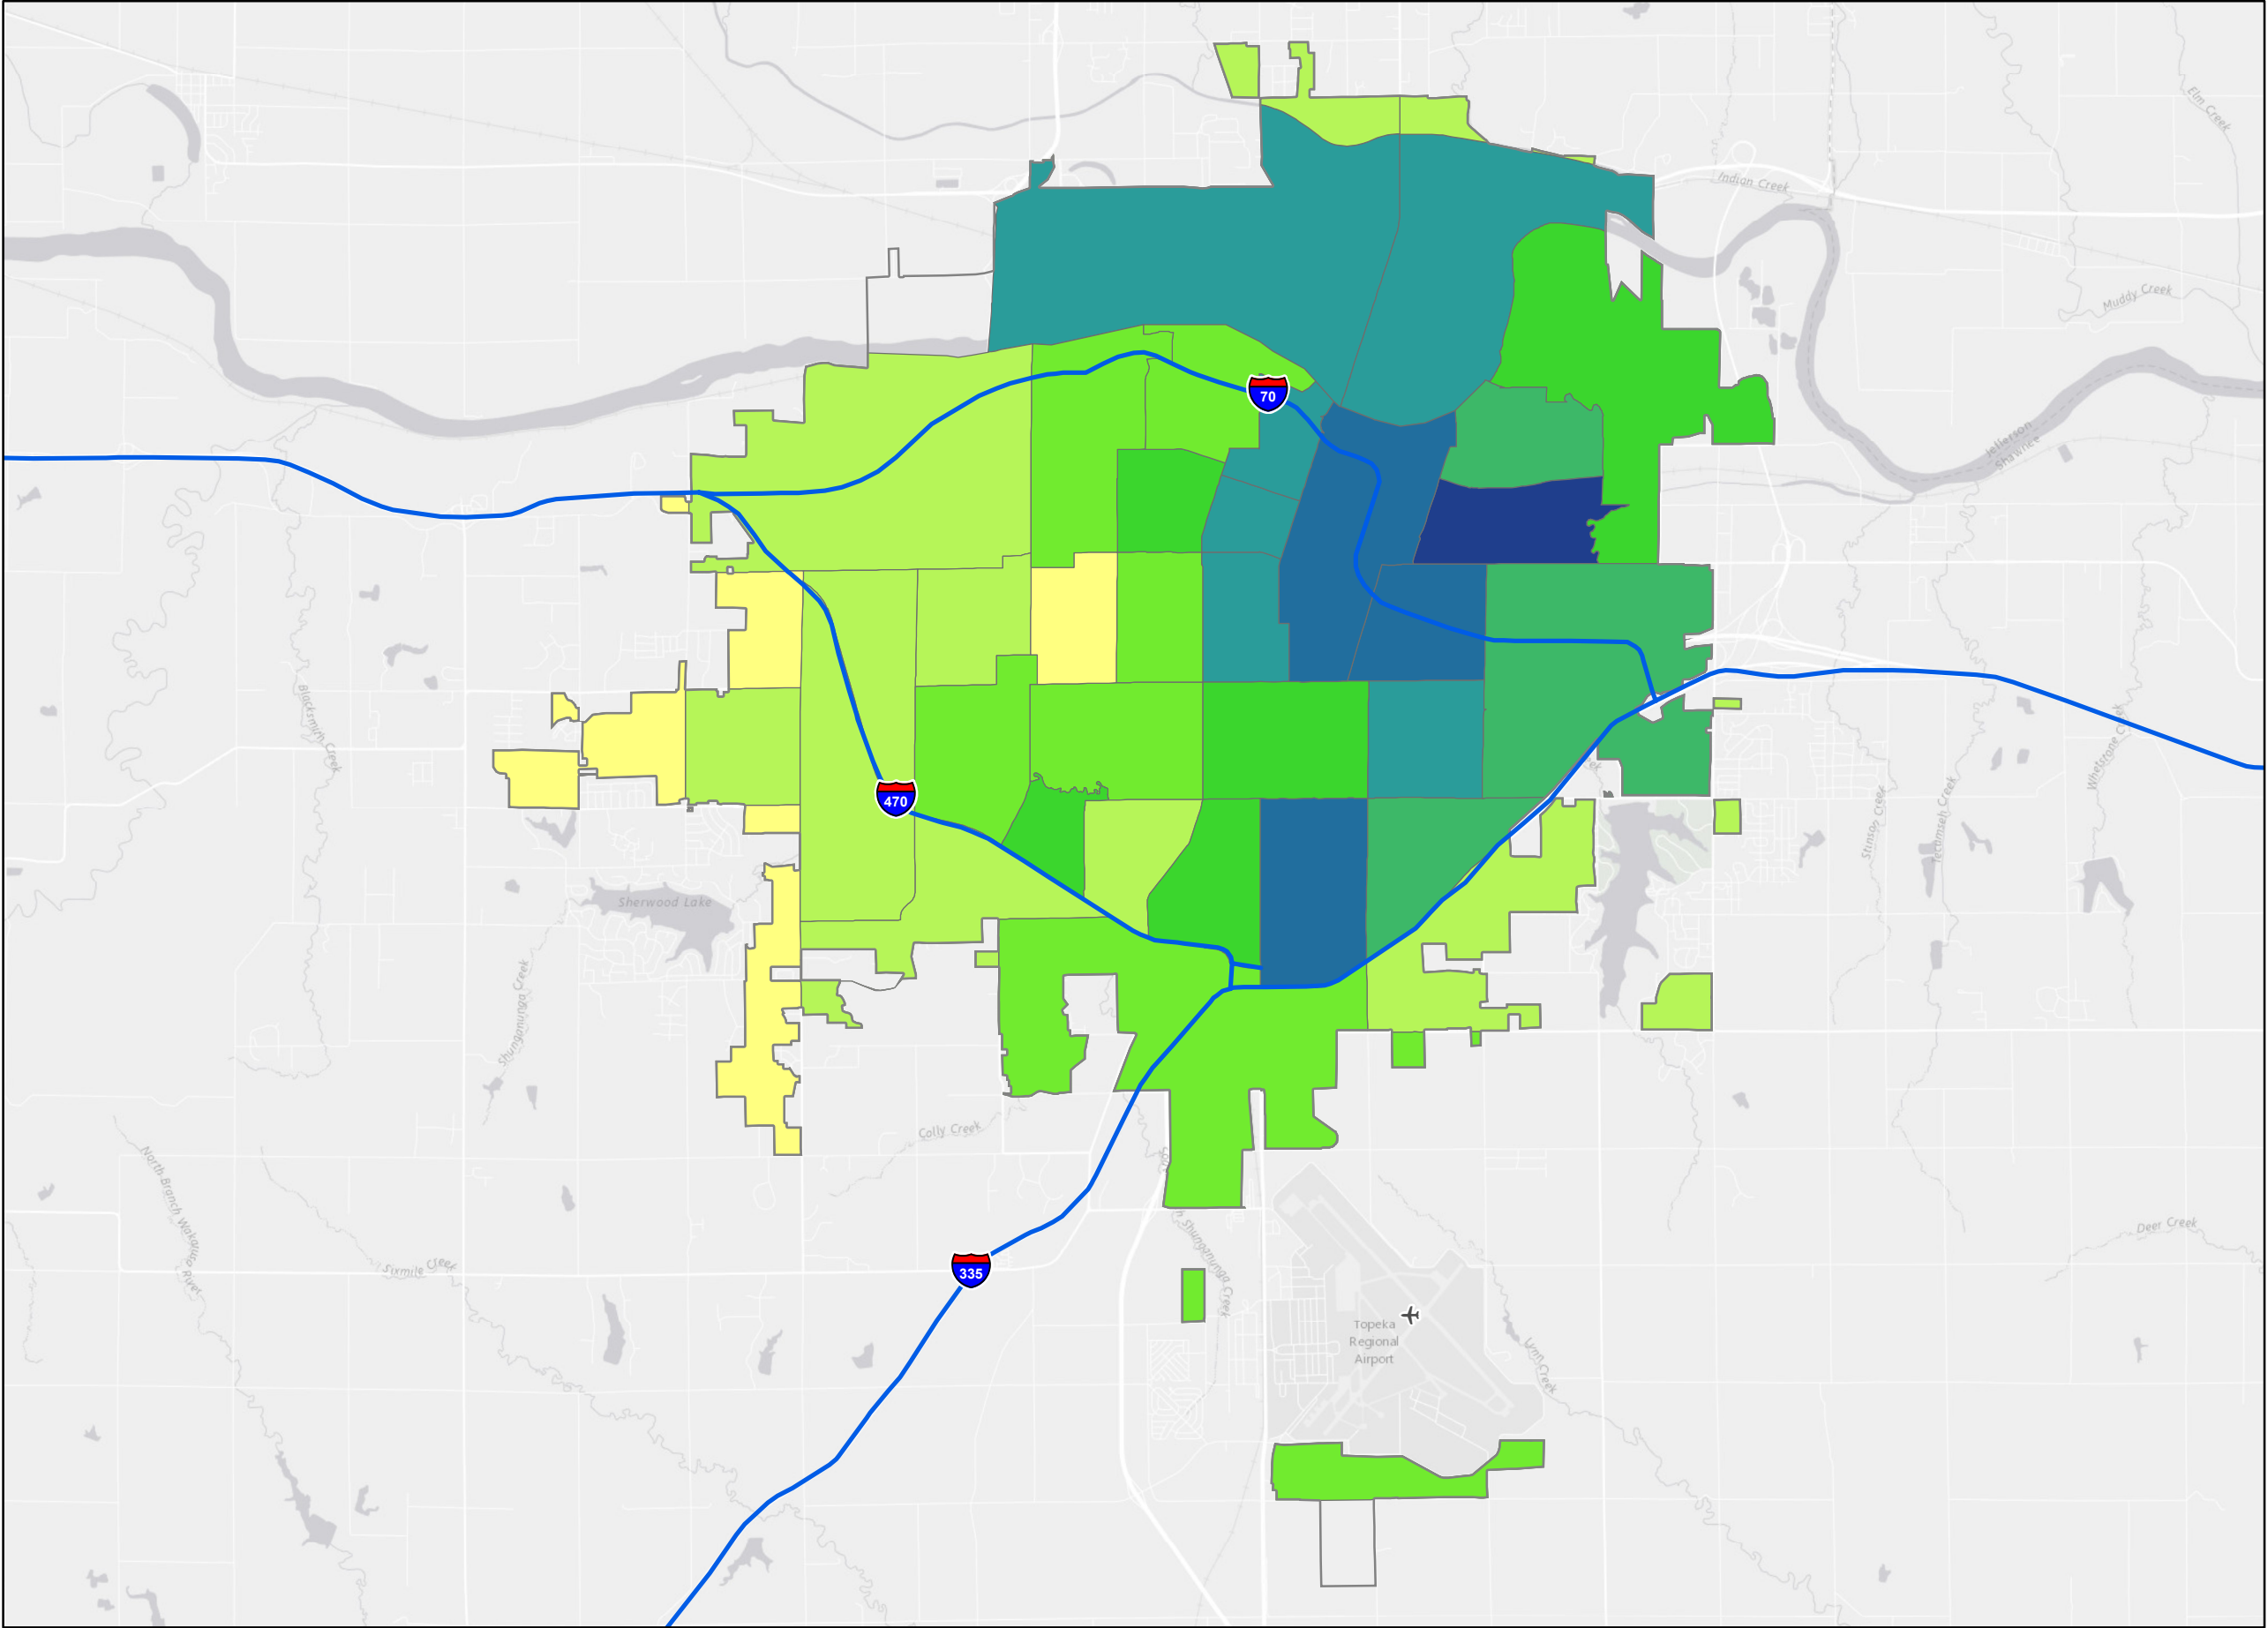 Elm Creek
Indian Creek
Muddy Creek
Jefferson
Shawnee
70
Blacksmith Creek
Whetstone Creek
470
Stinson Creek
Tecumseh Creek
Sherwood Lake
Shunganunga Creek
Colly Creek
North Branch Wakarusa River
Deer Creek
Sixmile Creek
Shunganunga Creek
335
Topeka
Regional
Airport
Lynn Creek